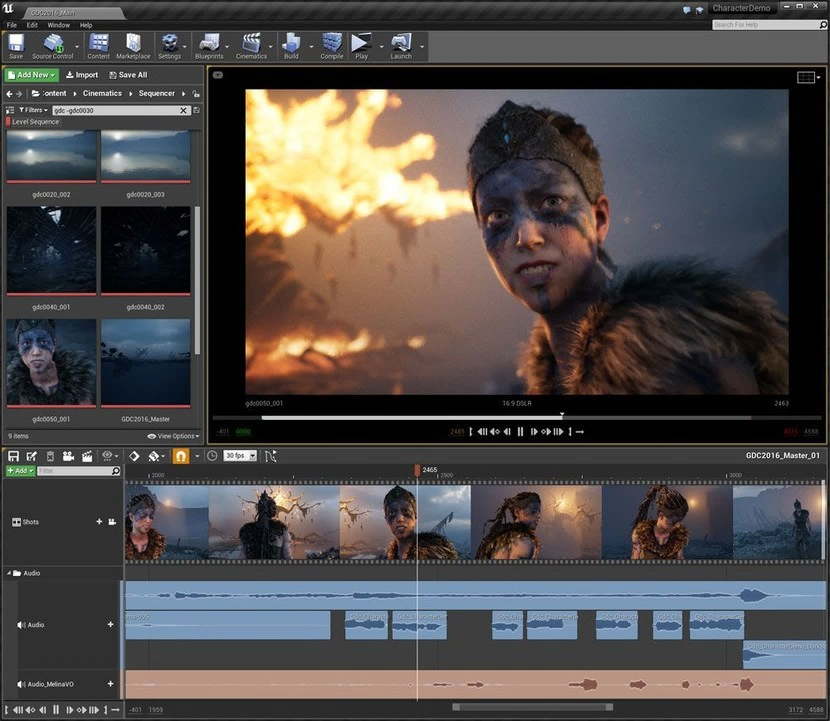 GDC2016_Main
CharacterDemo
File Edit Window Help
Search For Help
Save Source Control Content Marketplace Settings Blueprints Cinematics Build Compile Play Launch
Add New Import Save All
Content Cinematics Sequencer
Filters gdc -gdc0030
Level Sequence
gdc0020_002 gdc0020_003
gdc0040_001 gdc0040_002
gdc0050_001 GDC2016_Master
9 items View Options
gdc0050_001 16:9 DSLR 2463
-401 2465 4588
30 fps GDC2016_Master_01
Add Filter
2465
2900 3000
Shots
Audio
Audio
Audio_MelinaVO
-401 1959 3172 4588